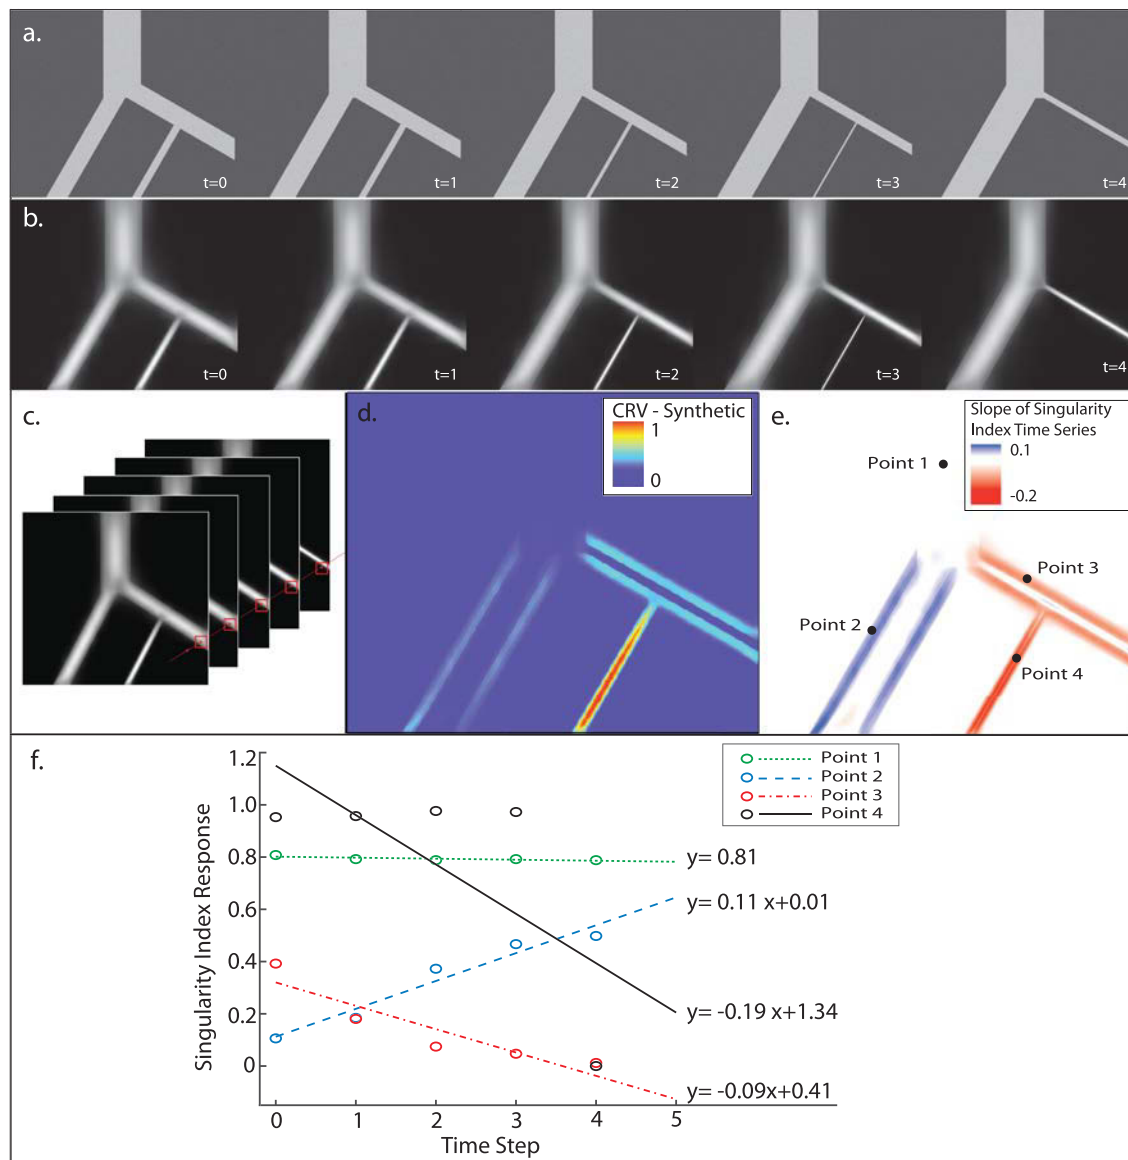 a.
t=0
t=1
t=2
t=3
t=4
b.
t=0
t=1
t=2
t=3
t=4
c.
d.
CRV - Synthetic
1
0
e.
Slope of Singularity
Index Time Series
0.1
-0.2
Point 1
Point 2
Point 3
Point 4
f.
Point 1
Point 2
Point 3
Point 4
1.2
1.0
0.8
0.6
0.4
0.2
0
Singularity Index Response
y= 0.81
y= 0.11 x+0.01
y= -0.19 x+1.34
y= -0.09x+0.41
0 1 2 3 4 5
Time Step